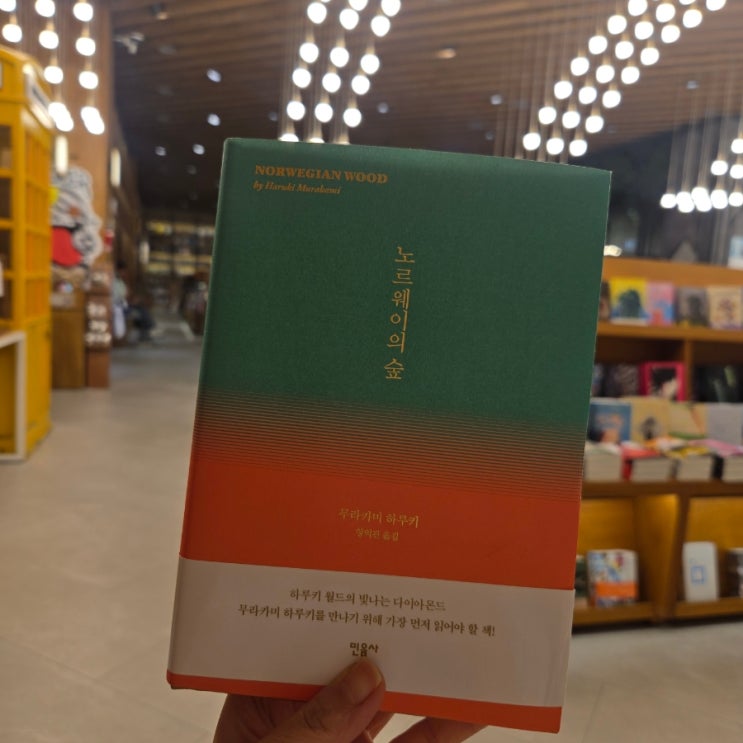 NORWEGIAN WOOD
by Haruki Murakami
노르웨이의 숲
무라카미 하루키
양억관 옮김
하루키 월드의 빛나는 다이아몬드
무라카미 하루키를 만나기 위해 가장 먼저 읽어야 할 책!
민음사